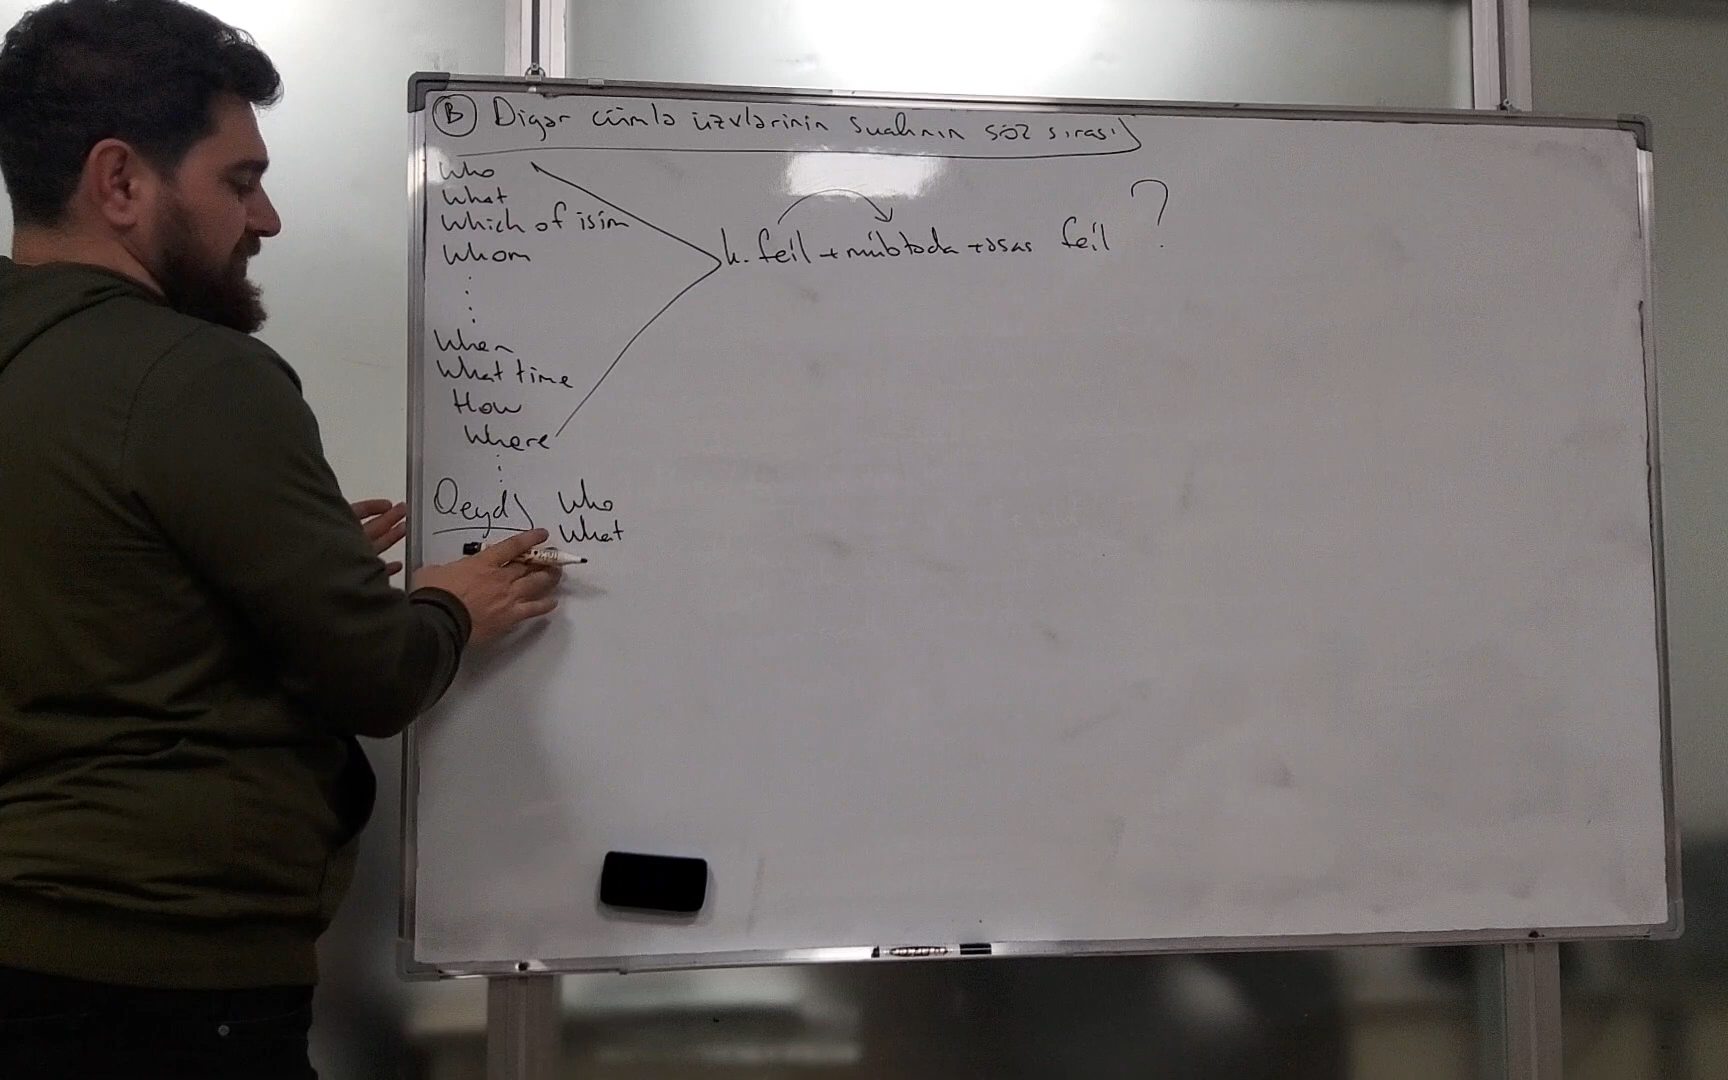 B Digər cümlə üzvlərinin sualının söz sırası
Who
What
Which of isim
Whom
k. feil + mübtəda + əsas feil ?
When
What time
How
Where
Qeyd Who
What